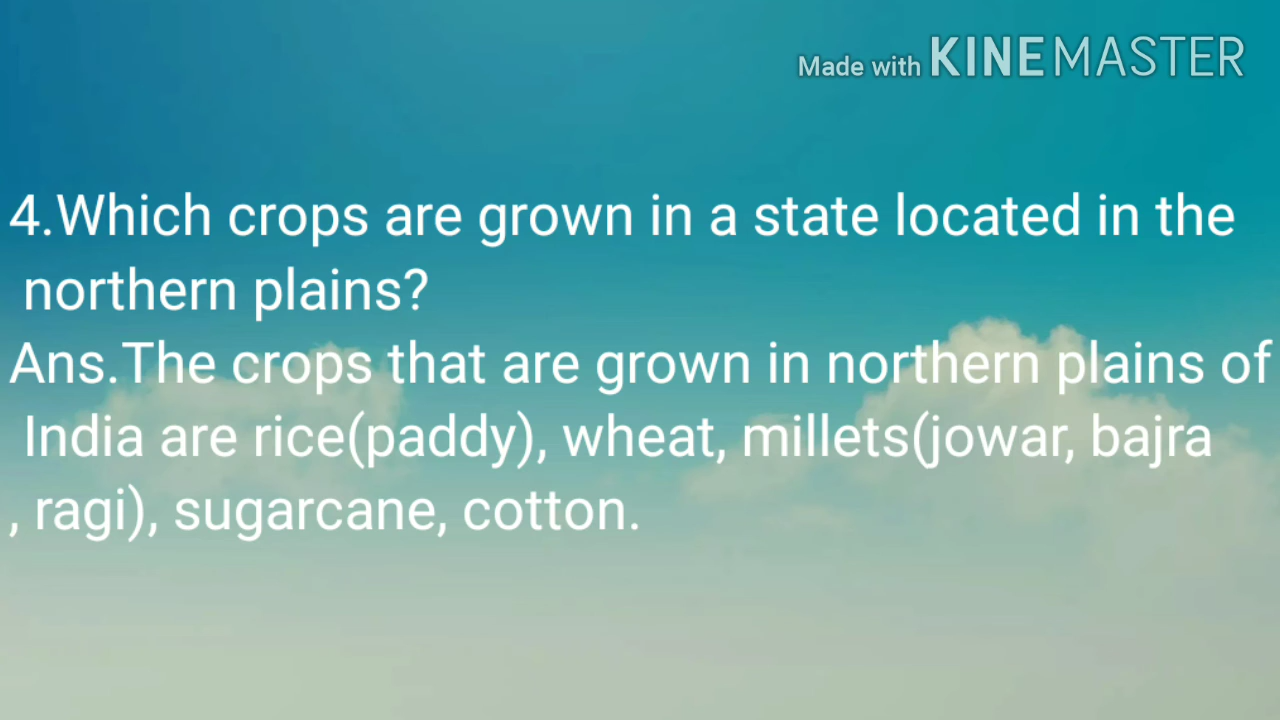 Made with KINEMASTER
4.Which crops are grown in a state located in the
northern plains?
Ans.The crops that are grown in northern plains of
India are rice(paddy), wheat, millets(jowar, bajra
, ragi), sugarcane, cotton.